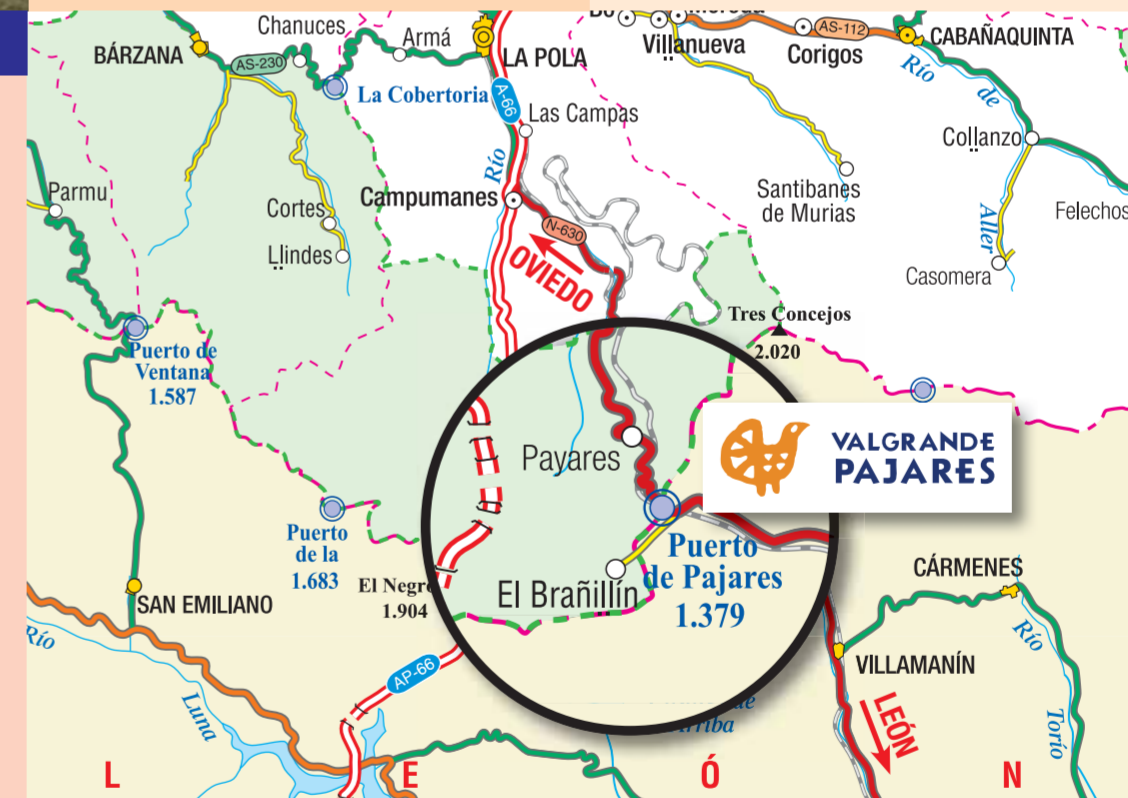 Chanuces
BÁRZANA
AS-230
Armá
LA POLA
La Cobertoria
A-66
Las Campas
Río
Villanueva
Corigos
AS-112
CABAÑAQUINTA
Río
de
Collanzo
Aller
Felechos
Casomera
Santibanes
de Murias
Parmu
Cortes
Llindes
Campumanes
N-630
OVIEDO
Tres Concejos
2.020
Puerto de
Ventana
1.587
Payares
VALGRANDE
PAJARES
Puerto
de la
1.683
El Negro
1.904
Puerto
de Pajares
1.379
El Brañillín
SAN EMILIANO
Río
Luna
AP-66
Arriba
CÁRMENES
Río
Torío
VILLAMANÍN
LEÓN
L E Ó N